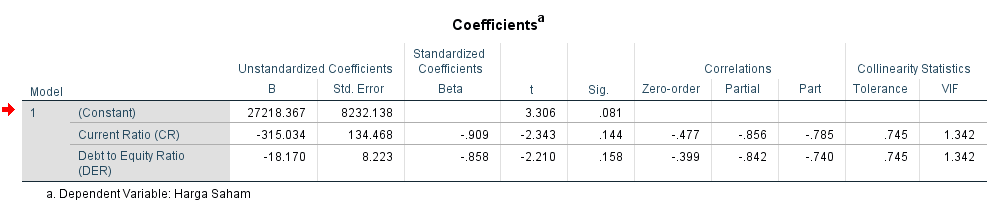 Coefficientsa
Unstandardized Coefficients Standardized Coefficients Correlations Collinearity Statistics
Model B Std. Error Beta t Sig. Zero-order Partial Part Tolerance VIF
1 (Constant) 27218.367 8232.138 3.306 .081
Current Ratio (CR) -315.034 134.468 -.909 -2.343 .144 -.477 -.856 -.785 .745 1.342
Debt to Equity Ratio (DER) -18.170 8.223 -.858 -2.210 .158 -.399 -.842 -.740 .745 1.342
a. Dependent Variable: Harga Saham